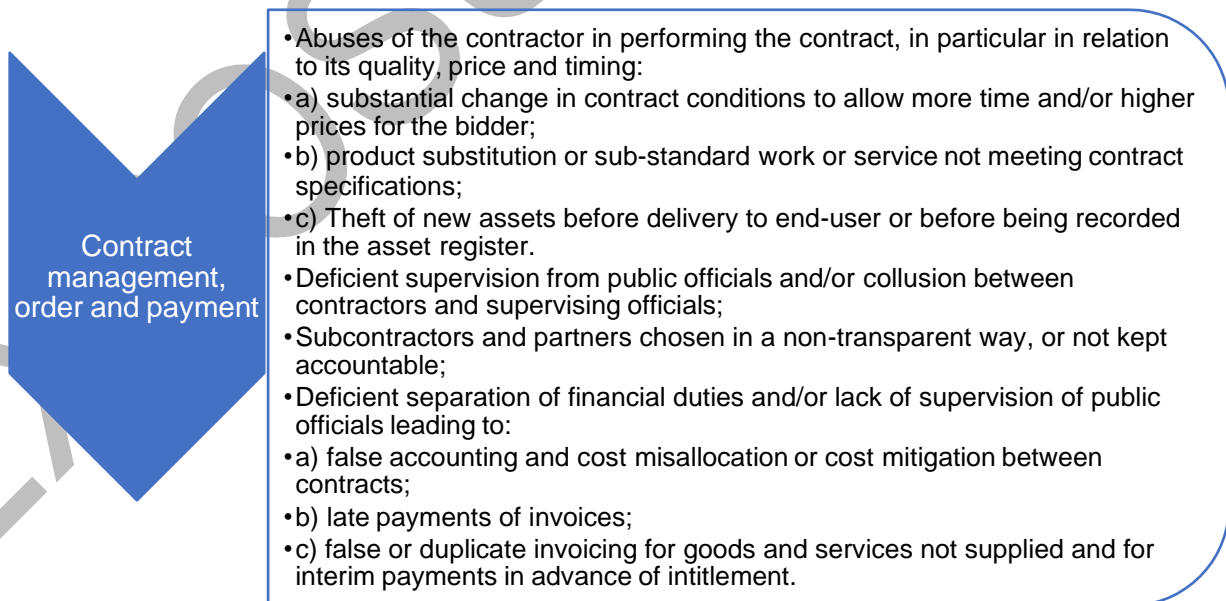 Contract
management,
order and payment
•Abuses of the contractor in performing the contract, in particular in relation
to its quality, price and timing:
•a) substantial change in contract conditions to allow more time and/or higher
prices for the bidder;
•b) product substitution or sub-standard work or service not meeting contract
specifications;
•c) Theft of new assets before delivery to end-user or before being recorded
in the asset register.
•Deficient supervision from public officials and/or collusion between
contractors and supervising officials;
•Subcontractors and partners chosen in a non-transparent way, or not kept
accountable;
•Deficient separation of financial duties and/or lack of supervision of public
officials leading to:
•a) false accounting and cost misallocation or cost mitigation between
contracts;
•b) late payments of invoices;
•c) false or duplicate invoicing for goods and services not supplied and for
interim payments in advance of intitlement.